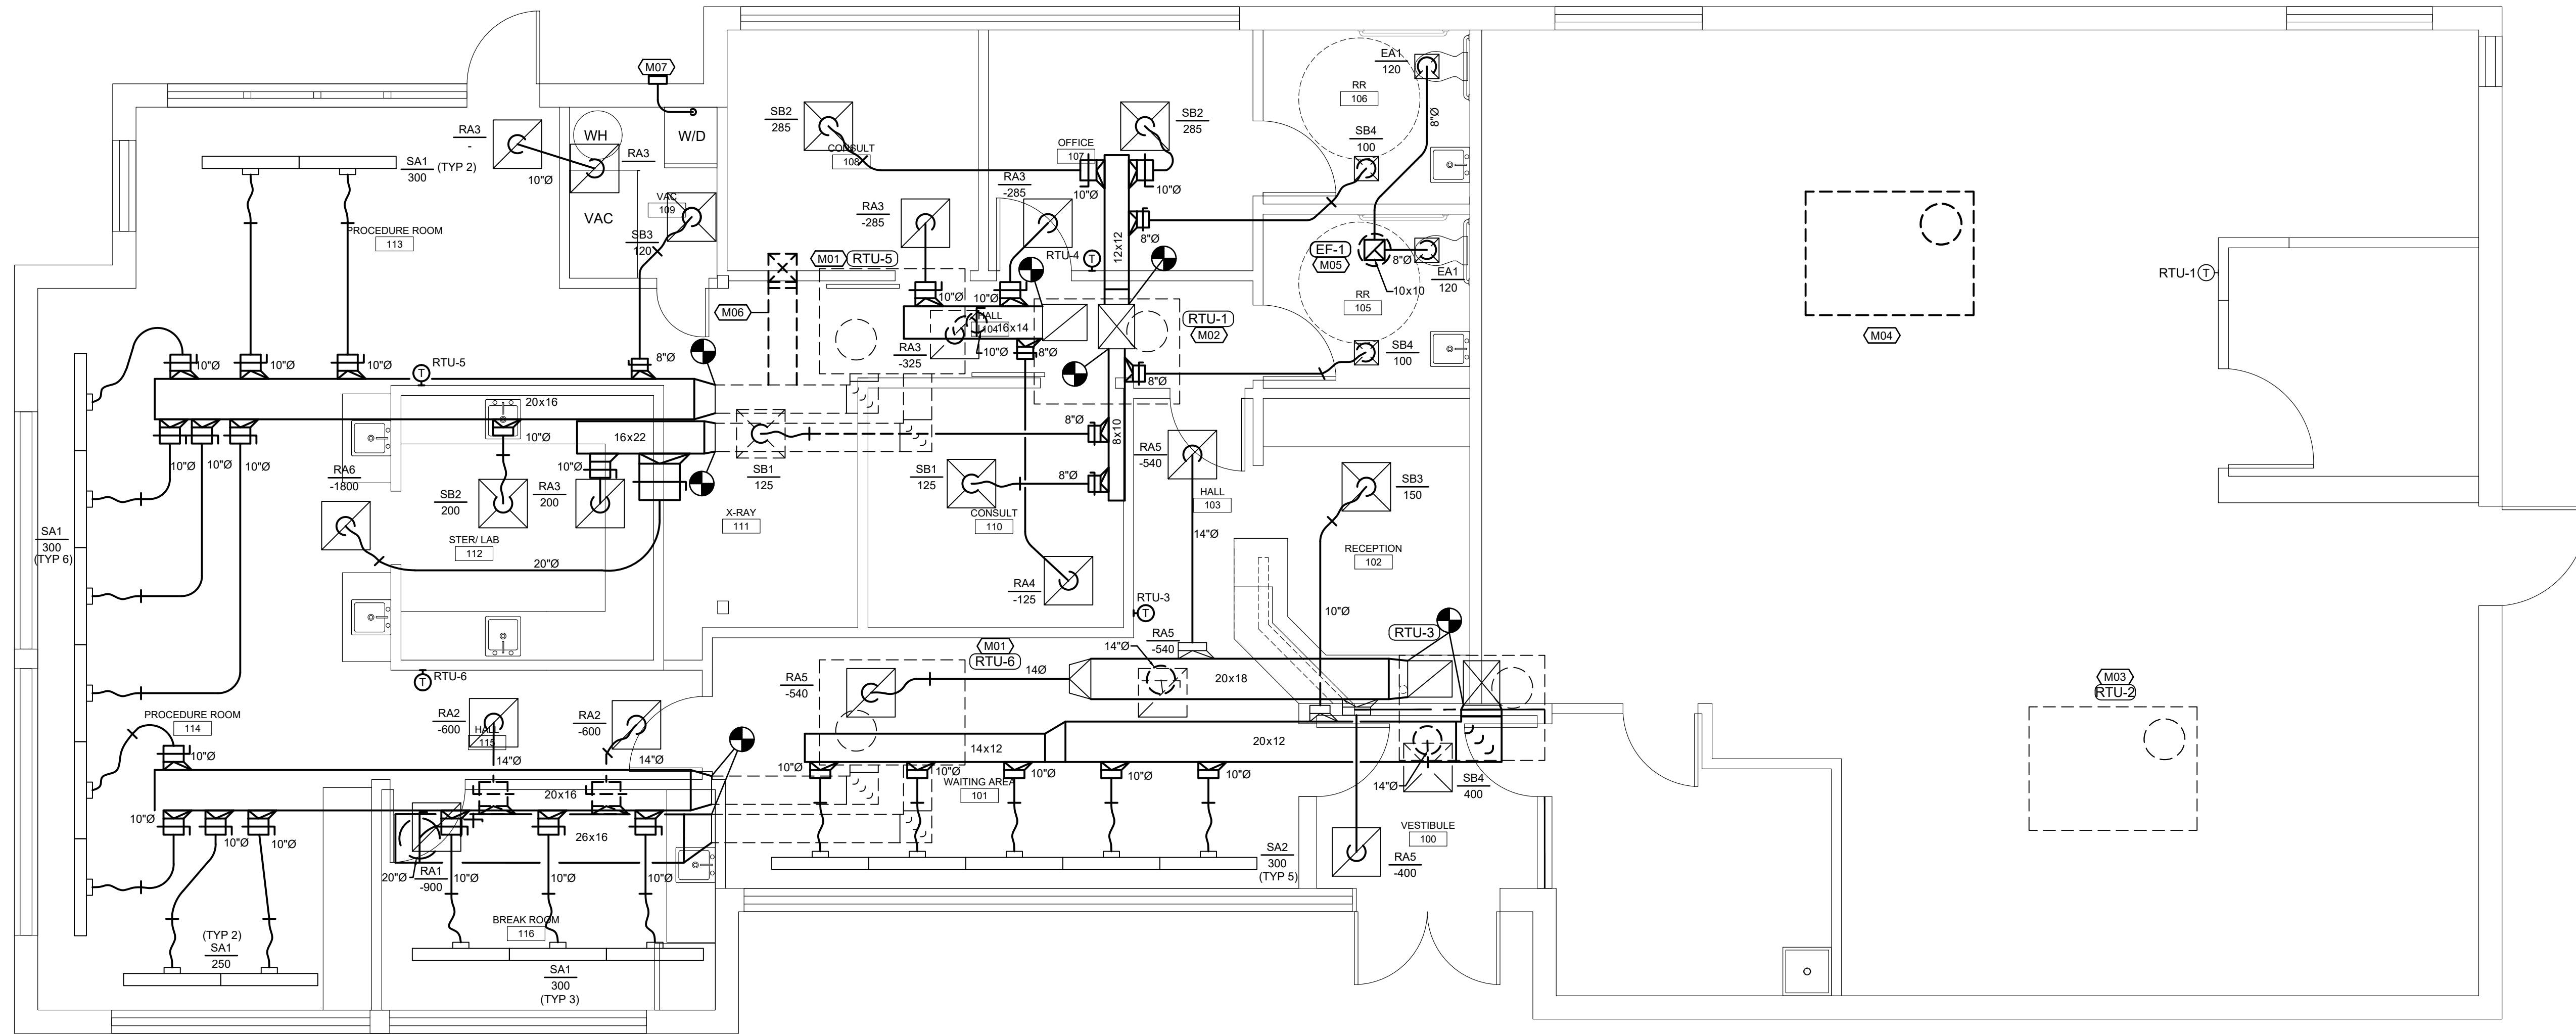 M07
EA1
120
RR
106
8"Ø
SB2
285
SB2
285
RA3
-
WH
W/D
SB4
100
SA1
300
(TYP 2)
10"Ø
RA3
OFFICE
107
CONSULT
108
RA3
-285
10"Ø
10"Ø
VAC
VAC
109
RA3
-285
PROCEDURE ROOM
113
SB3
120
8"Ø
12x12
EF-1
M05
8"Ø
EA1
120
M01
RTU-5
RTU-4
T
RTU-1
T
10x10
RR
105
M06
10"Ø
10"Ø
HALL
104
16x14
RTU-1
M02
M04
RA3
-325
10"Ø
8"Ø
SB4
100
10"Ø
10"Ø
10"Ø
T
RTU-5
8"Ø
8"Ø
20x16
8"Ø
8x10
10"Ø
16x22
RA5
-540
10"Ø
10"Ø
10"Ø
10"Ø
RA6
-1800
SB1
125
SB1
125
8"Ø
SB3
150
SB2
200
RA3
200
HALL
103
X-RAY
111
CONSULT
110
14"Ø
SA1
300
(TYP 6)
STER/ LAB
112
RECEPTION
102
20"Ø
RA4
-125
RTU-3
T
10"Ø
RA5
-540
RTU-3
M01
RTU-6
14"Ø
T
RTU-6
RA5
-540
14Ø
20x18
M03
RTU-2
PROCEDURE ROOM
114
RA2
-600
RA2
-600
HALL
115
14x12
20x12
10"Ø
14"Ø
14"Ø
10"Ø
10"Ø
10"Ø
10"Ø
10"Ø
WAITING AREA
101
14"Ø
SB4
400
20x16
10"Ø
26x16
VESTIBULE
100
10"Ø
10"Ø
SA2
300
(TYP 5)
RA5
-400
20"Ø
RA1
-900
10"Ø
10"Ø
10"Ø
BREAK ROOM
116
(TYP 2)
SA1
250
SA1
300
(TYP 3)